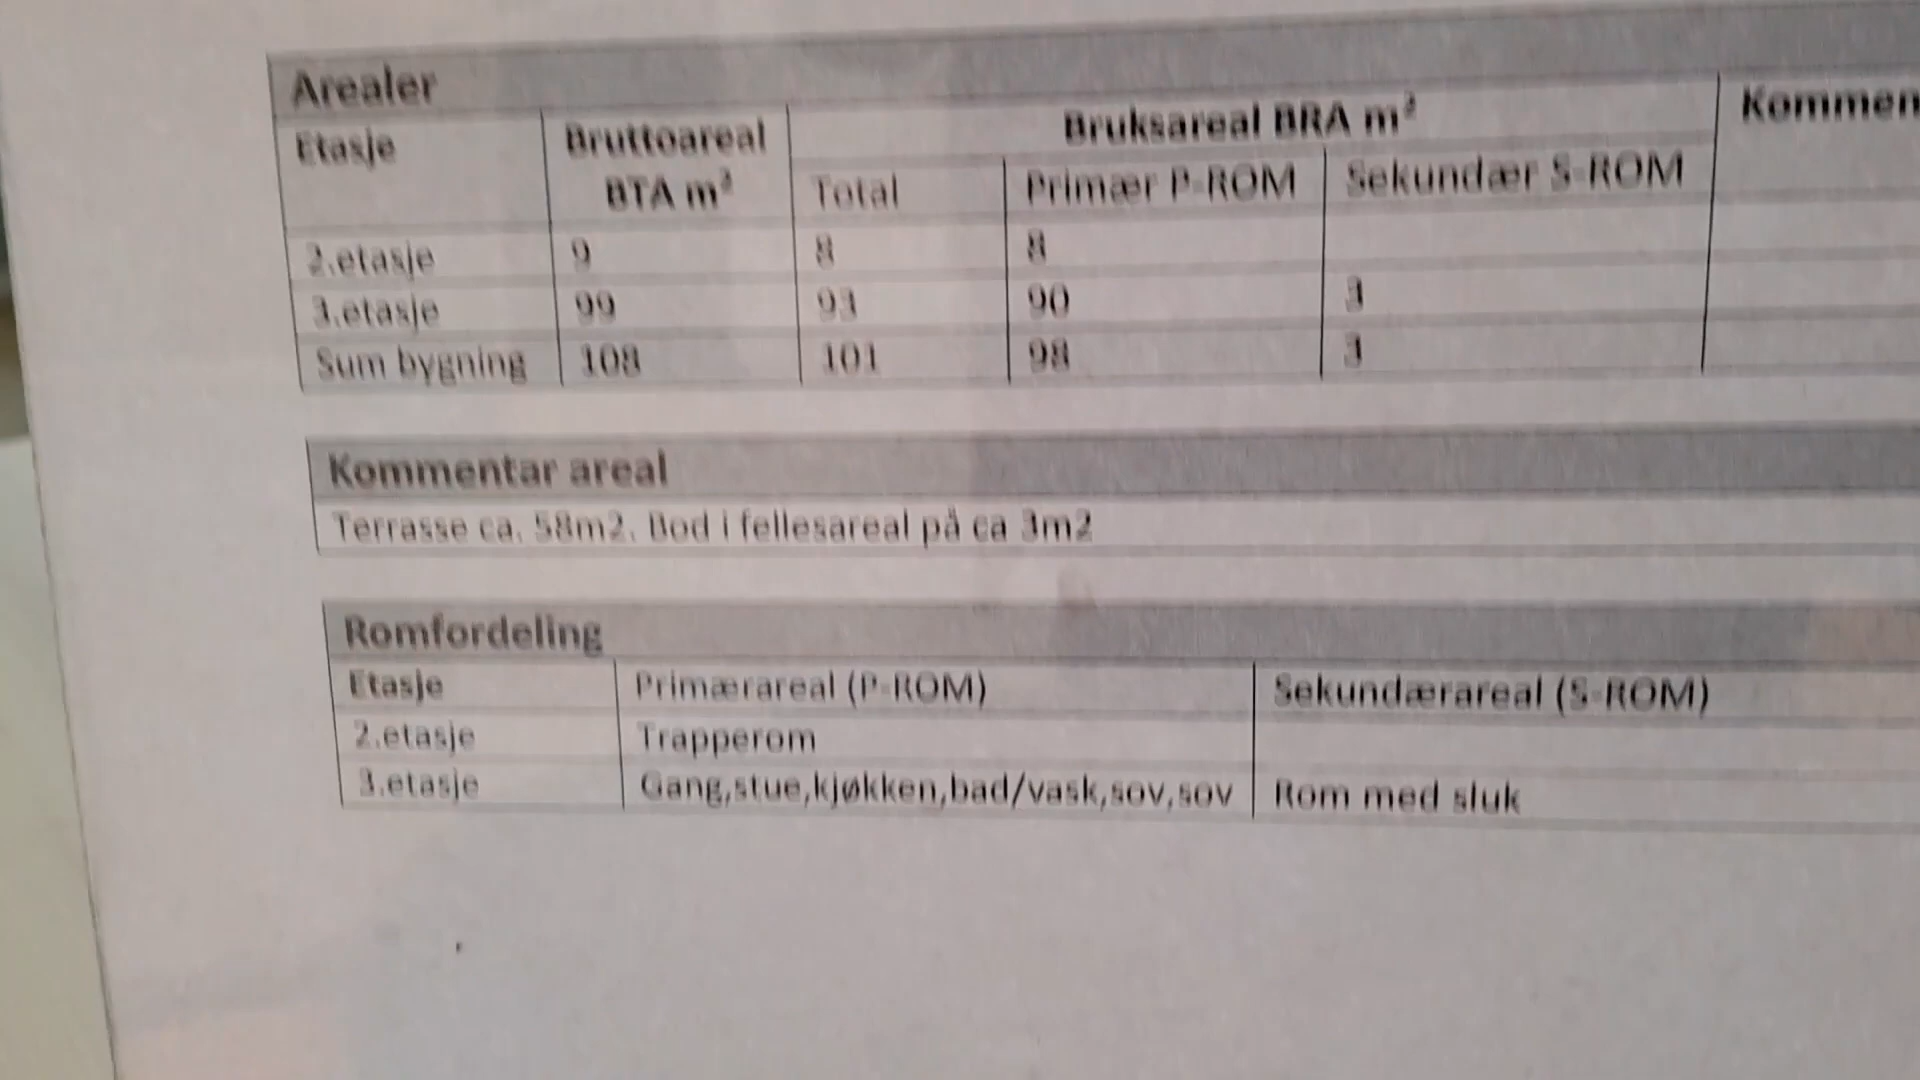 Arealer
Etasje Bruttoareal BTA m² Bruksareal BRA m² Kommen
Total Primær P-ROM Sekundær S-ROM
2.etasje 9 8 8
3.etasje 99 93 90 3
Sum bygning 108 101 98 3
Kommentar areal
Terrasse ca. 58m2. Bod i fellesareal på ca 3m2
Romfordeling
Etasje Primærareal (P-ROM) Sekundærareal (S-ROM)
2.etasje Trapperom
3.etasje Gang,stue,kjøkken,bad/vask,sov,sov Rom med sluk